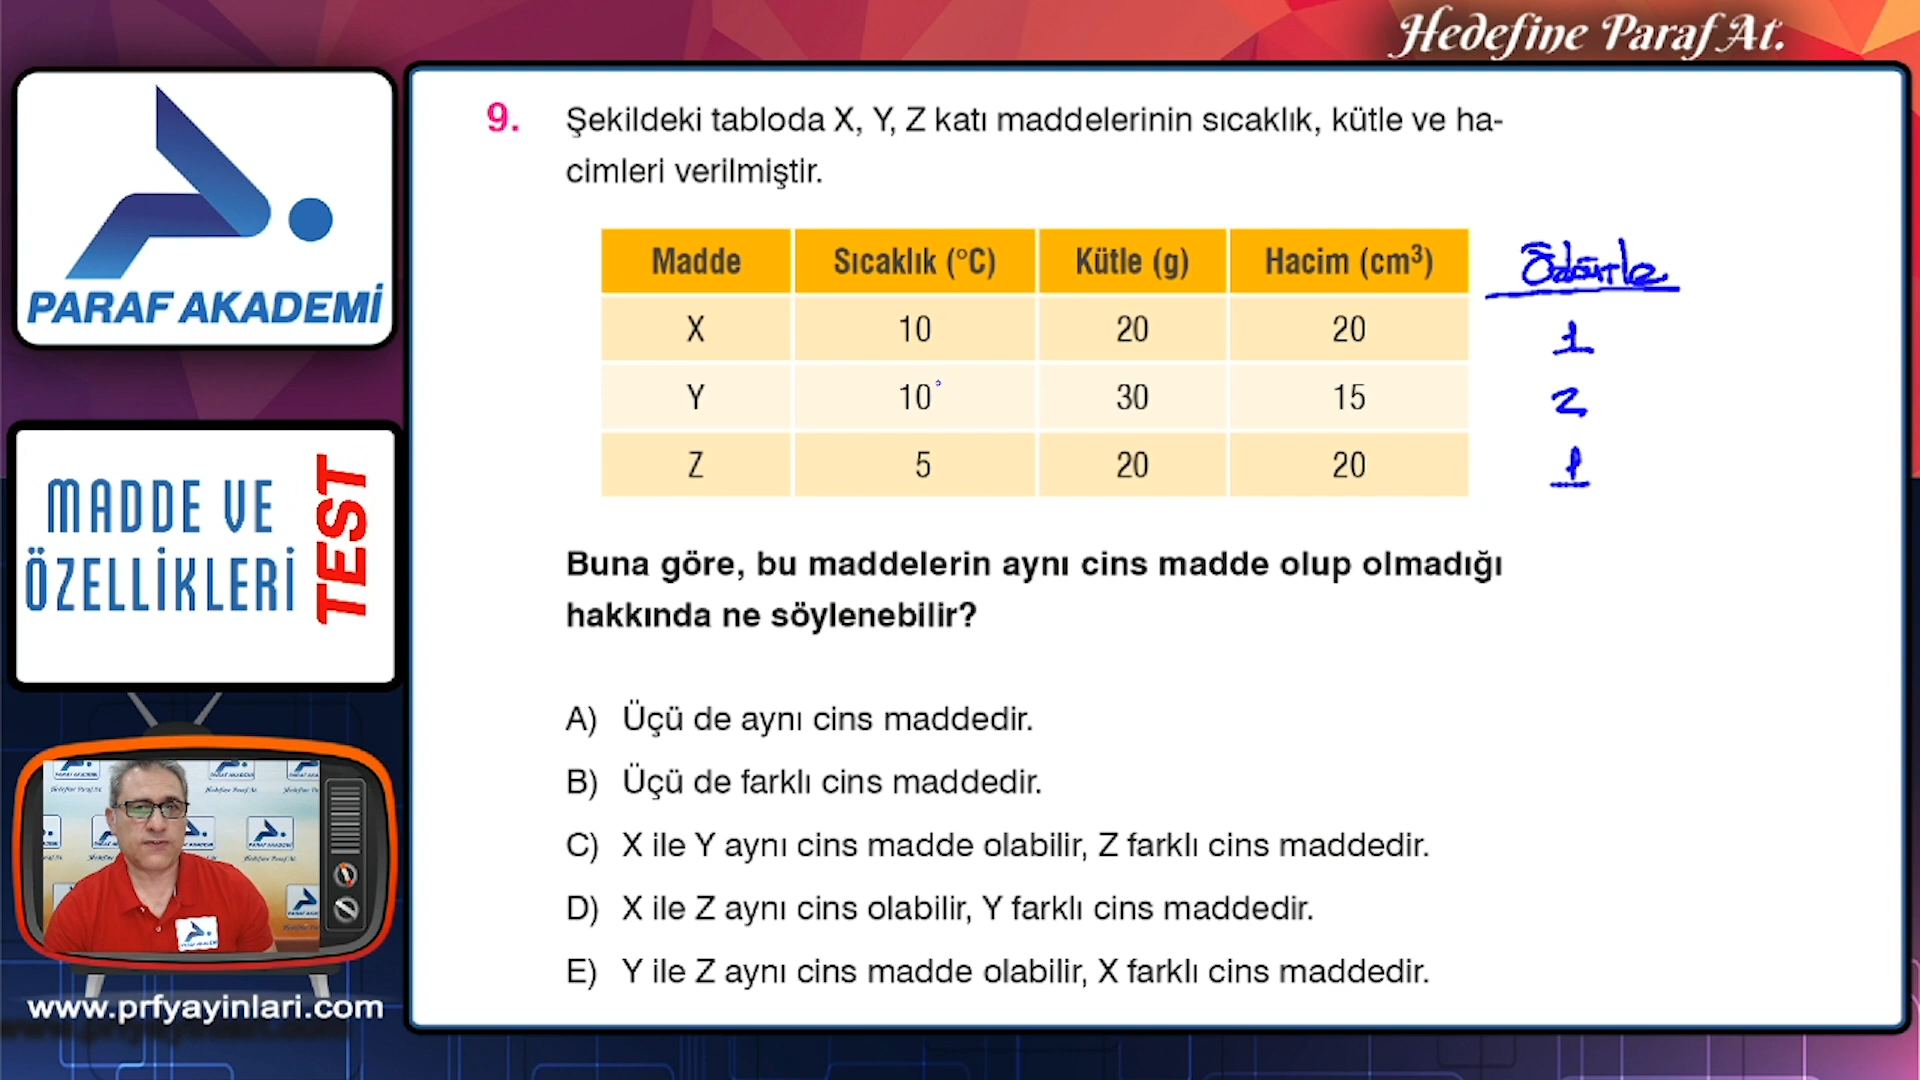 Hedefine Paraf At.
PARAF AKADEMİ
MADDE VE
ÖZELLİKLERİ
TEST
www.prfyayinlari.com
9. Şekildeki tabloda X, Y, Z katı maddelerinin sıcaklık, kütle ve ha-
cimleri verilmiştir.
Madde Sıcaklık (°C) Kütle (g) Hacim (cm³) Özkütle
X 10 20 20 1
Y 10° 30 15 2
Z 5 20 20 1
Buna göre, bu maddelerin aynı cins madde olup olmadığı
hakkında ne söylenebilir?
A) Üçü de aynı cins maddedir.
B) Üçü de farklı cins maddedir.
C) X ile Y aynı cins madde olabilir, Z farklı cins maddedir.
D) X ile Z aynı cins olabilir, Y farklı cins maddedir.
E) Y ile Z aynı cins madde olabilir, X farklı cins maddedir.